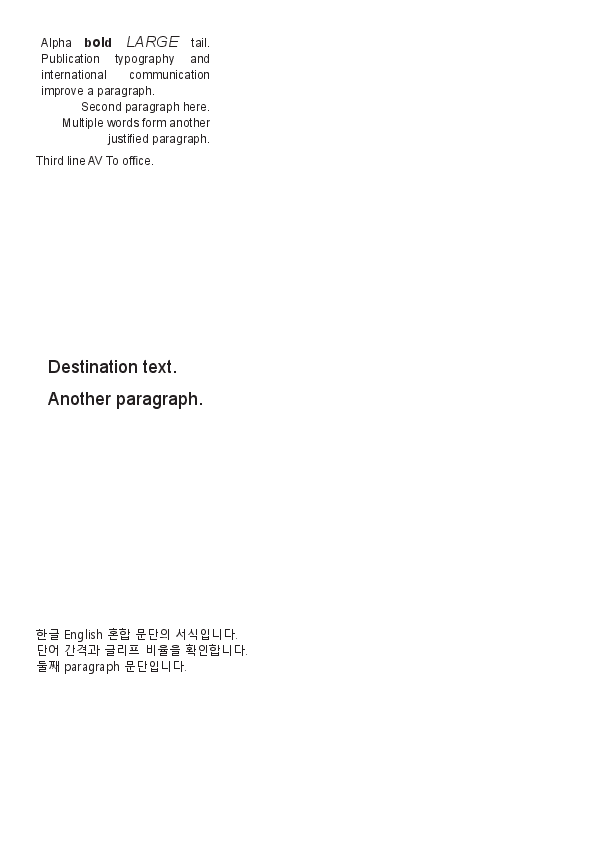 Alpha bold LARGE tail.
Publication typography and
international communication
improve a paragraph.
Second paragraph here.
Multiple words form another
justified paragraph.
Third line AV To office.
Destination text.
Another paragraph.
한글 English 혼합 문단의 서식입니다.
단어 간격과 글리프 비율을 확인합니다.
둘째 paragraph 문단입니다.